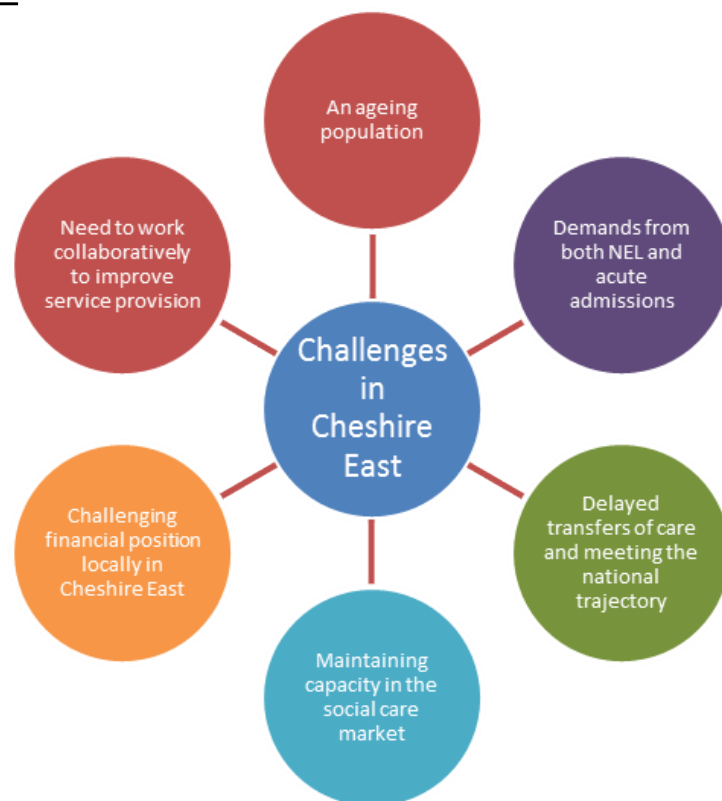 An ageing
population
Need to work
collaboratively
to improve
service provision
Demands from
both NEL and
acute
admissions
Challenges
in
Cheshire
East
Challenging
financial position
locally in
Cheshire East
Delayed
transfers of care
and meeting the
national
trajectory
Maintaining
capacity in the
social care
market